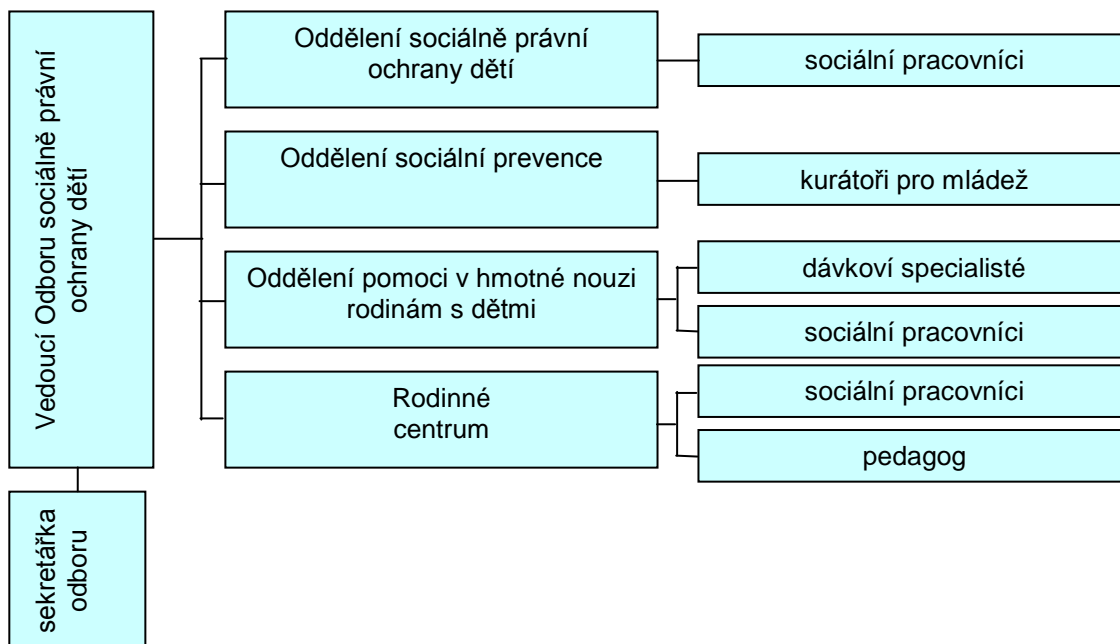 Vedoucí Odboru sociálně právní
ochrany dětí
sekretářka
odboru
Oddělení sociálně právní
ochrany dětí
sociální pracovníci
Oddělení sociální prevence
kurátoři pro mládež
Oddělení pomoci v hmotné nouzi
rodinám s dětmi
dávkoví specialisté
sociální pracovníci
Rodinné
centrum
sociální pracovníci
pedagog